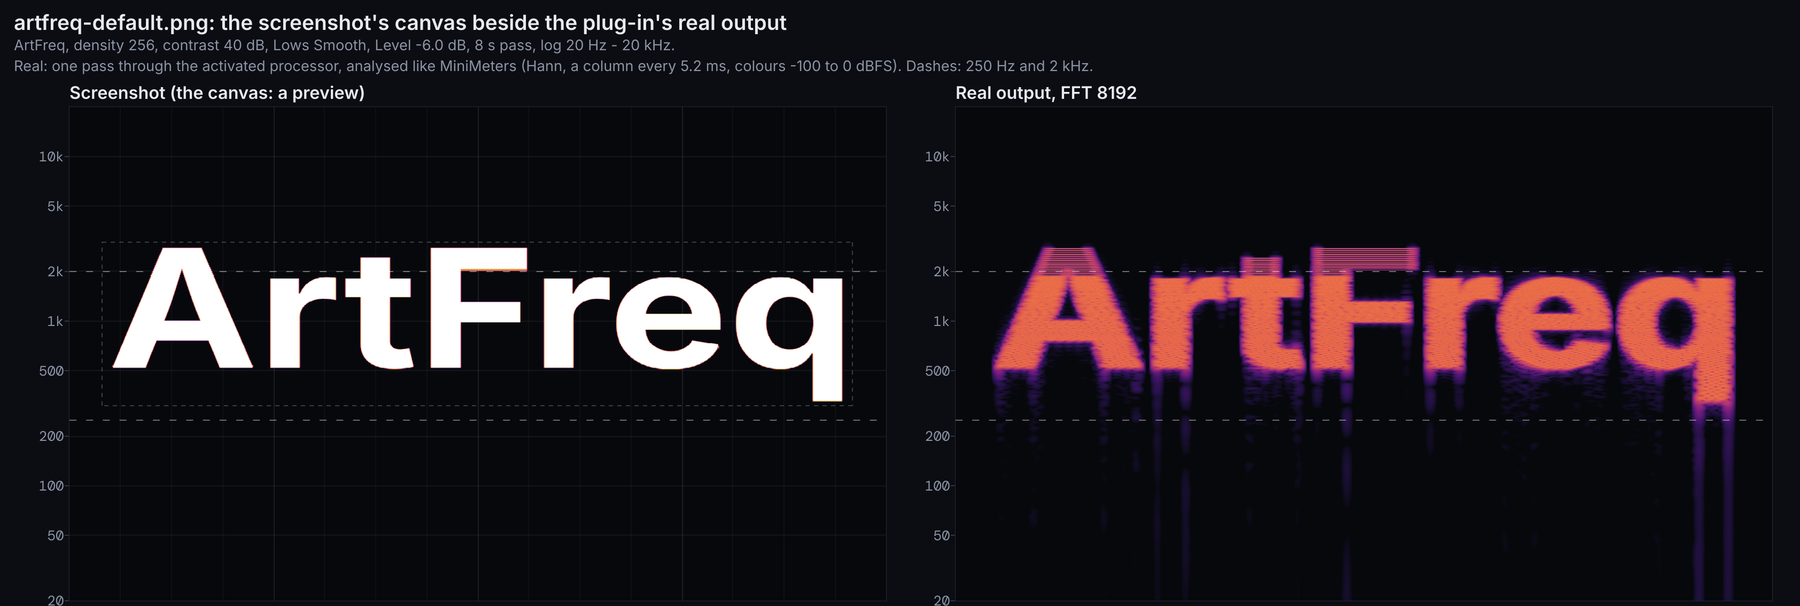 artfreq-default.png: the screenshot's canvas beside the plug-in's real output
ArtFreq, density 256, contrast 40 dB, Lows Smooth, Level -6.0 dB, 8 s pass, log 20 Hz - 20 kHz.
Real: one pass through the activated processor, analysed like MiniMeters (Hann, a column every 5.2 ms, colours -100 to 0 dBFS). Dashes: 250 Hz and 2 kHz.
Screenshot (the canvas: a preview)
10k
5k
2k
1k
500
200
100
50
20
ArtFreq
Real output, FFT 8192
10k
5k
2k
1k
500
200
100
50
20
ArtFreq